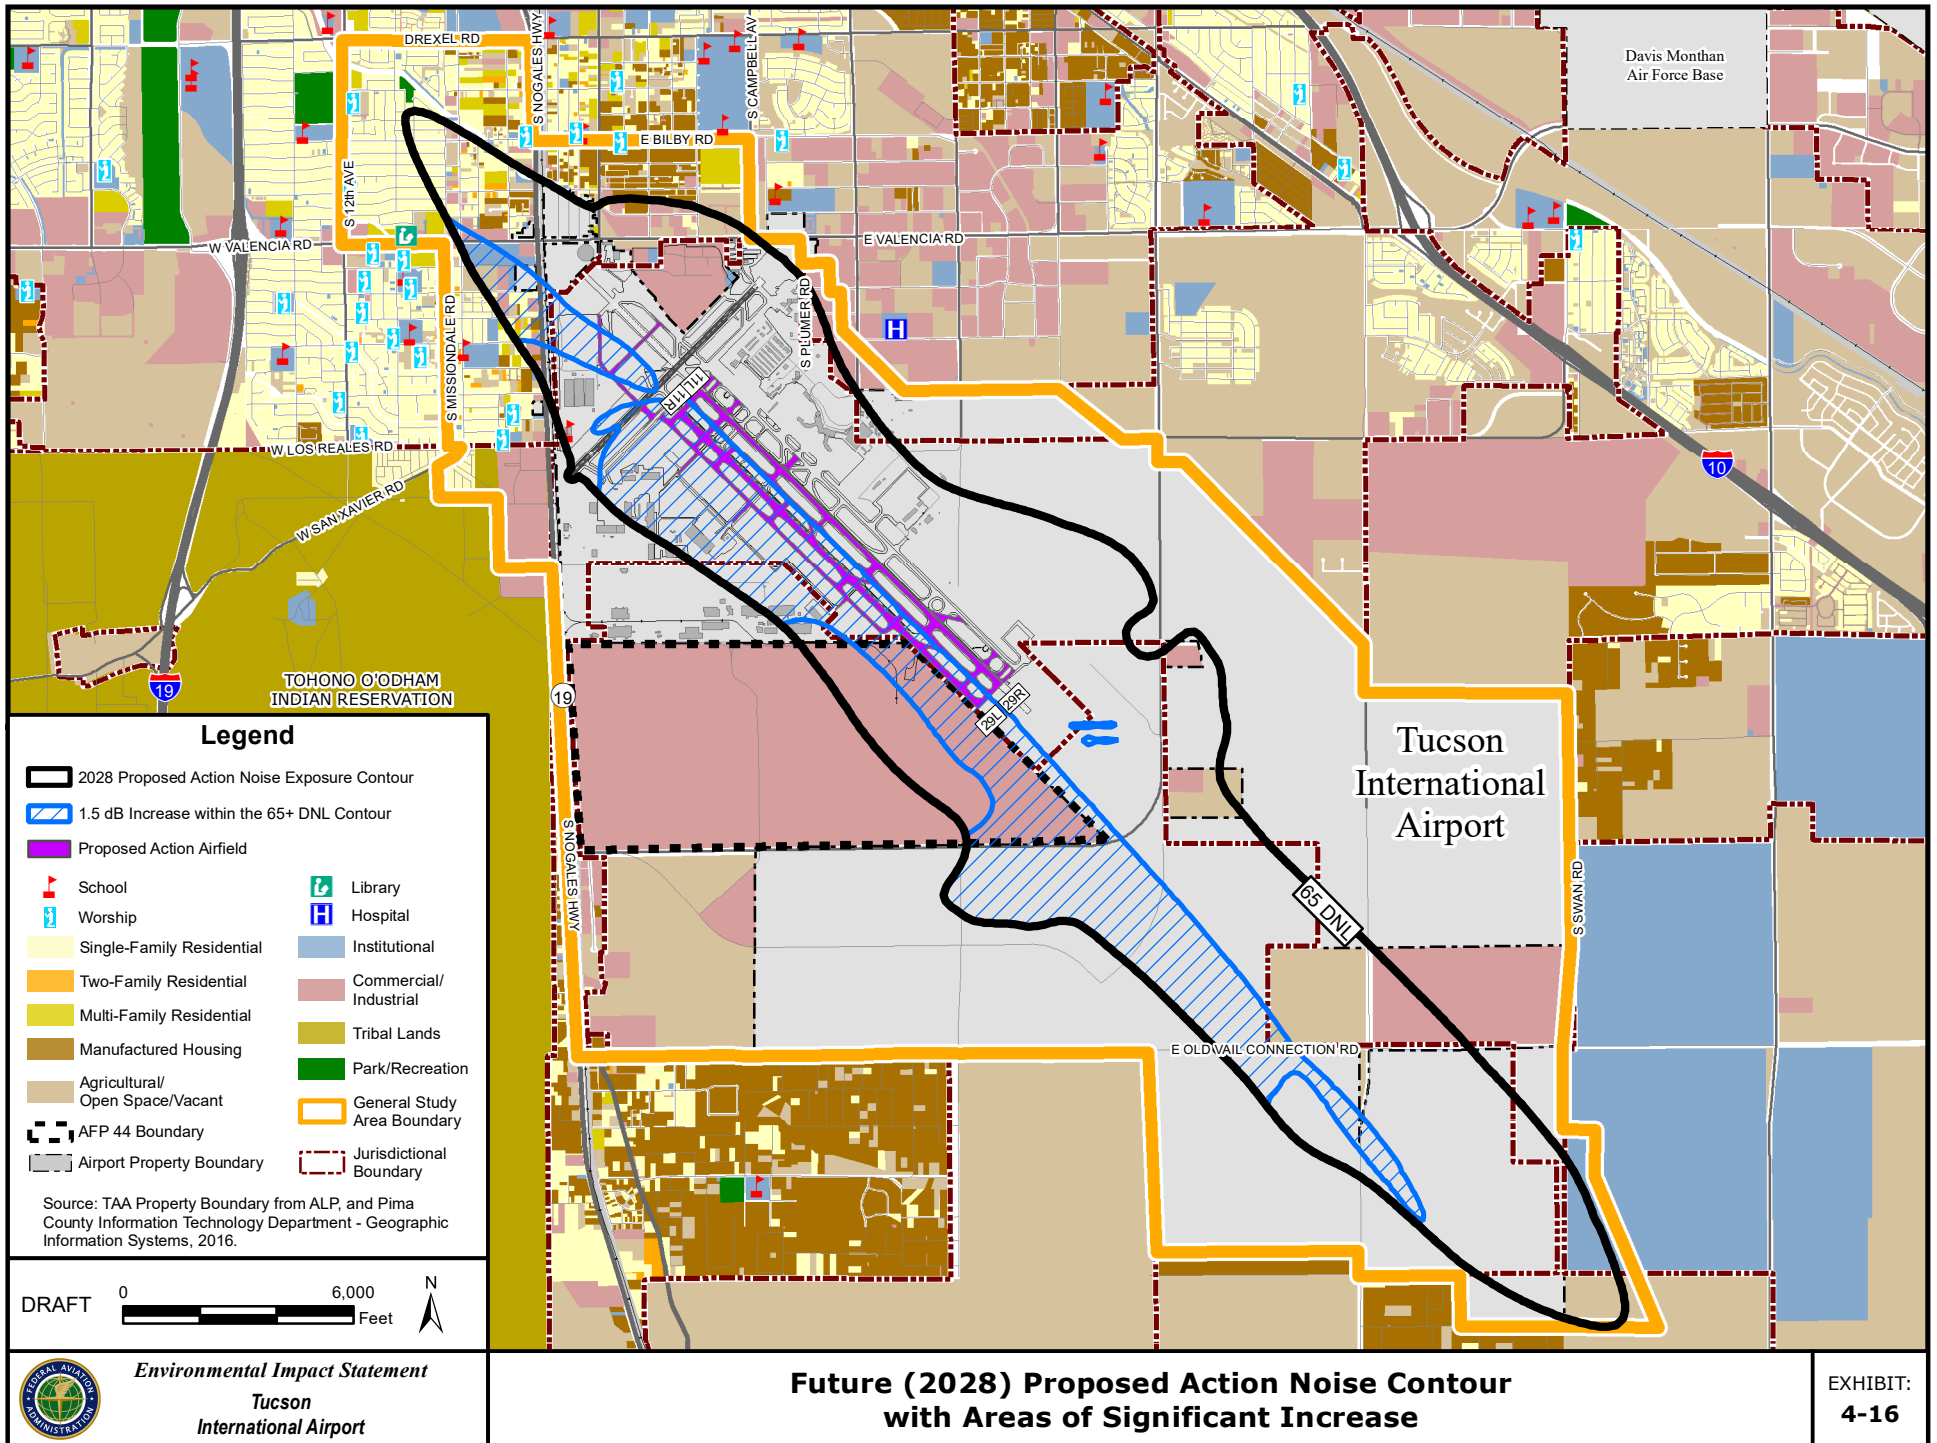 DREXEL RD
S NOGALES HWY
S CAMPBELL AV
Davis Monthan
Air Force Base
E BILBY RD
S 12th AVE
W VALENCIA RD
E VALENCIA RD
S MISSIONDALE RD
S PLUMER RD
H
11L
11R
W LOS REALES RD
W SAN XAVIER RD
10
TOHONO O'ODHAM
INDIAN RESERVATION
19
19
29L
29R
Tucson
International
Airport
65 DNL
S NOGALES HWY
S SWAN RD
E OLD VAIL CONNECTION RD
Legend
2028 Proposed Action Noise Exposure Contour
1.5 dB Increase within the 65+ DNL Contour
Proposed Action Airfield
School
Library
Worship
H
Hospital
Single-Family Residential
Institutional
Two-Family Residential
Commercial/
Industrial
Multi-Family Residential
Tribal Lands
Manufactured Housing
Park/Recreation
Agricultural/
Open Space/Vacant
General Study
Area Boundary
AFP 44 Boundary
Airport Property Boundary
Jurisdictional
Boundary
Source: TAA Property Boundary from ALP, and Pima
County Information Technology Department - Geographic
Information Systems, 2016.
DRAFT
0
6,000
Feet
N
FEDERAL AVIATION
ADMINISTRATION
Environmental Impact Statement
Tucson
International Airport
Future (2028) Proposed Action Noise Contour
with Areas of Significant Increase
EXHIBIT:
4-16